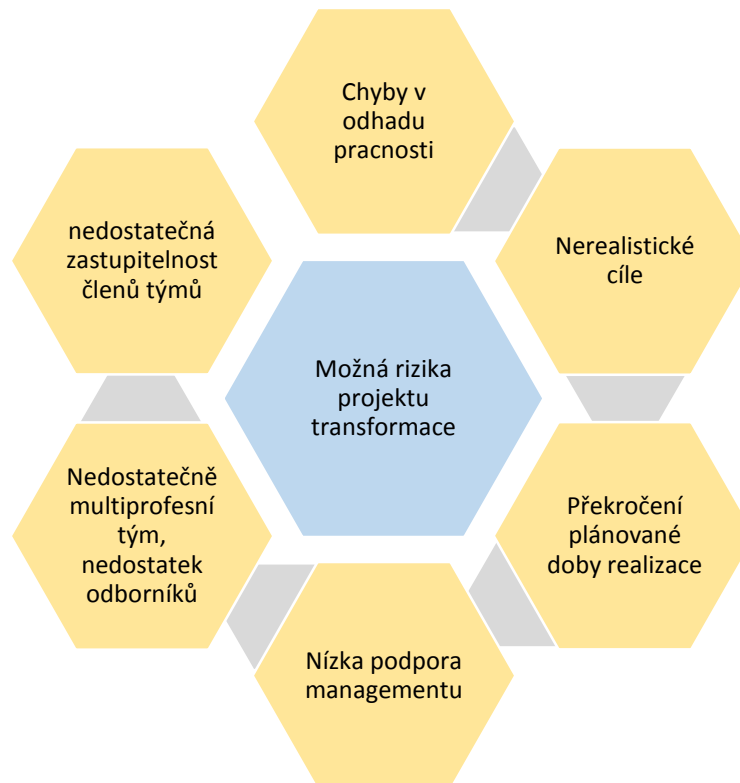 Chyby v
odhadu
pracnosti
Nerealistické
cíle
Překročení
plánované
doby realizace
Nízka podpora
managementu
Nedostatečně
multiprofesní
tým,
nedostatek
odborníků
nedostatečná
zastupitelnost
členů týmů
Možná rizika
projektu
transformace